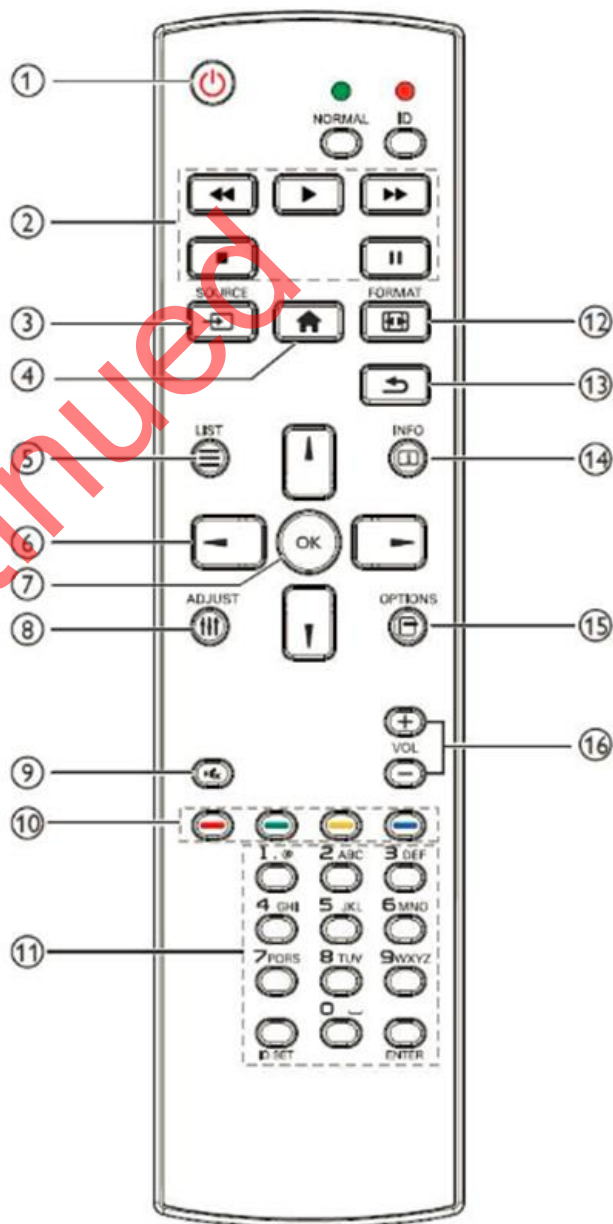 1
NORMAL ID
2
SOURCE FORMAT
3 12
4 13
LIST INFO
5 14
6
OK
7
ADJUST OPTIONS
8 15
+
VOL 16
9 −
10
1 . @ 2 ABC 3 DEF
4 GHI 5 JKL 6 MNO
11
7 PQRS 8 TUV 9 WXYZ
0 ⎵
ID SET ENTER
nued